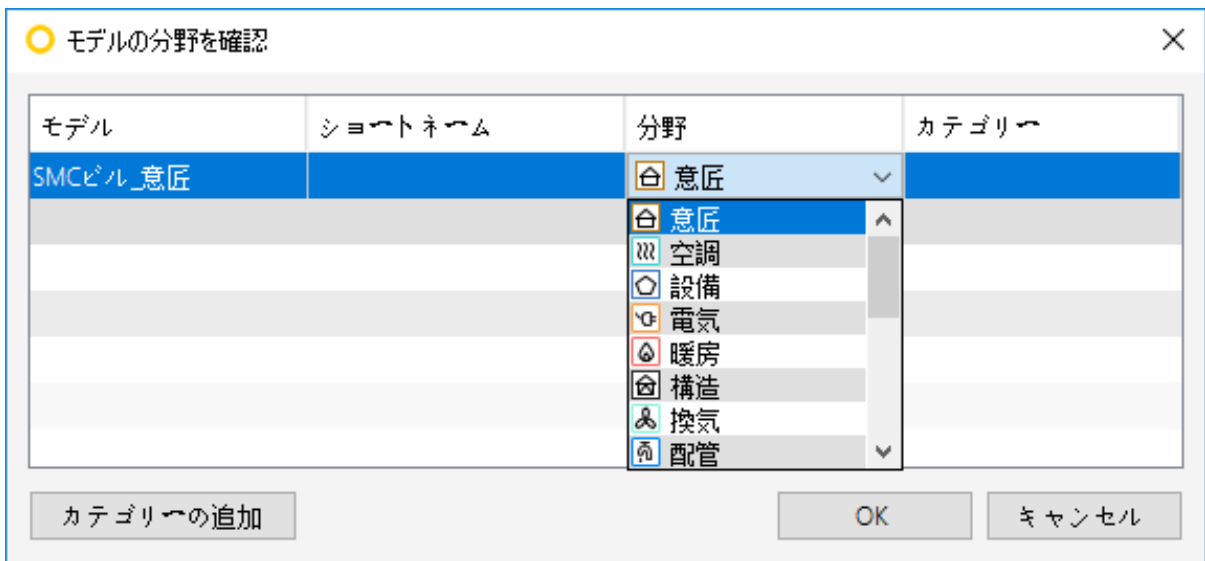 モデルの分野を確認
モデル ショートネーム 分野 カテゴリー
SMCビル_意匠 意匠
意匠
空調
設備
電気
暖房
構造
換気
配管
カテゴリーの追加 OK キャンセル